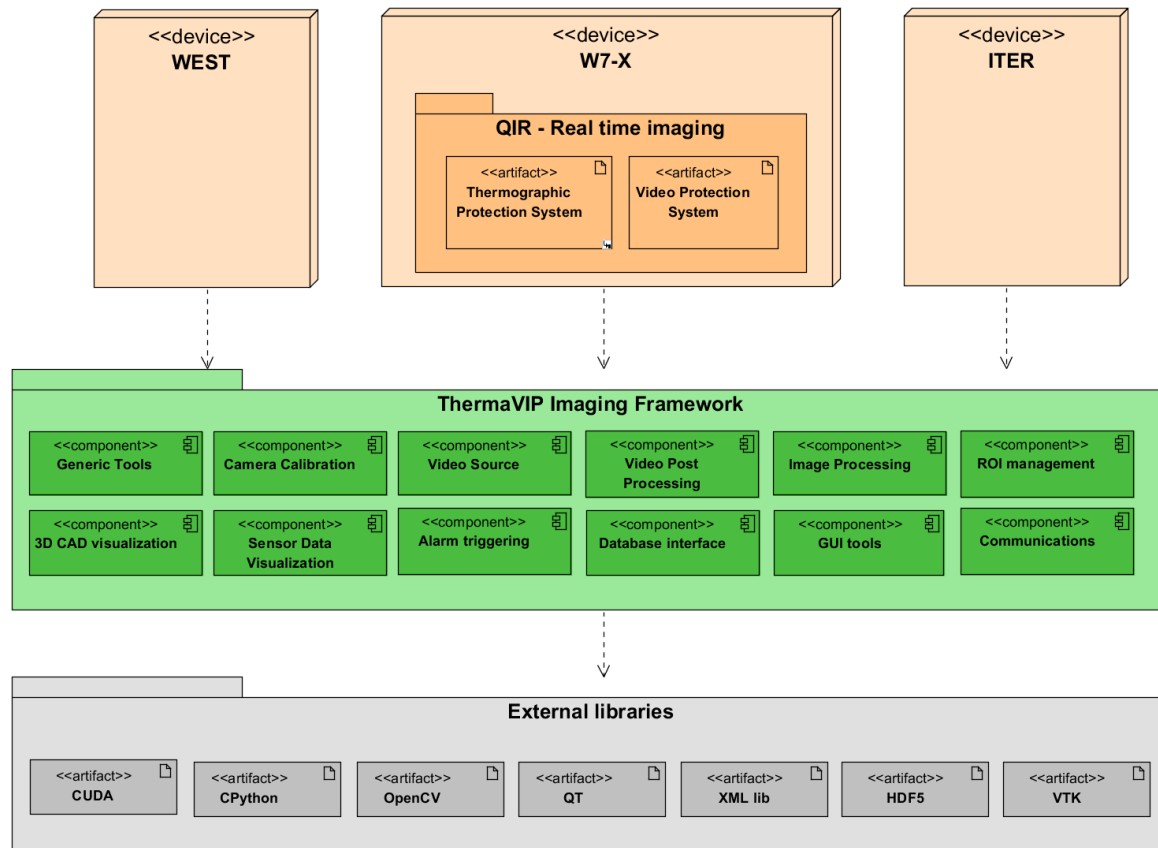 <<device>>
WEST
<<device>>
W7-X
QIR - Real time imaging
<<artifact>>
Thermographic
Protection System
<<artifact>>
Video Protection
System
<<device>>
ITER
ThermaVIP Imaging Framework
<<component>>
Generic Tools
<<component>>
Camera Calibration
<<component>>
Video Source
<<component>>
Video Post
Processing
<<component>>
Image Processing
<<component>>
ROI management
<<component>>
3D CAD visualization
<<component>>
Sensor Data
Visualization
<<component>>
Alarm triggering
<<component>>
Database interface
<<component>>
GUI tools
<<component>>
Communications
External libraries
<<artifact>>
CUDA
<<artifact>>
CPython
<<artifact>>
OpenCV
<<artifact>>
QT
<<artifact>>
XML lib
<<artifact>>
HDF5
<<artifact>>
VTK